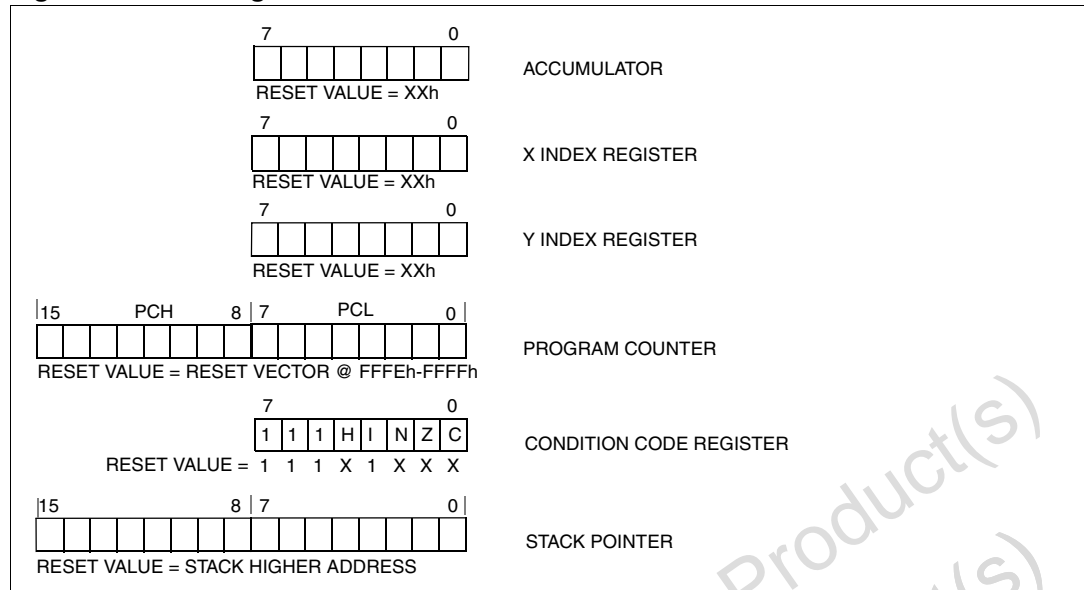 7 0
ACCUMULATOR
RESET VALUE = XXh
7 0
X INDEX REGISTER
RESET VALUE = XXh
7 0
Y INDEX REGISTER
RESET VALUE = XXh
15 PCH 8 7 PCL 0
PROGRAM COUNTER
RESET VALUE = RESET VECTOR @ FFFEh-FFFFh
7 0
1 1 1 H I N Z C
CONDITION CODE REGISTER
RESET VALUE = 1 1 1 X 1 X X X
15 8 7 0
STACK POINTER
RESET VALUE = STACK HIGHER ADDRESS
Product(s)